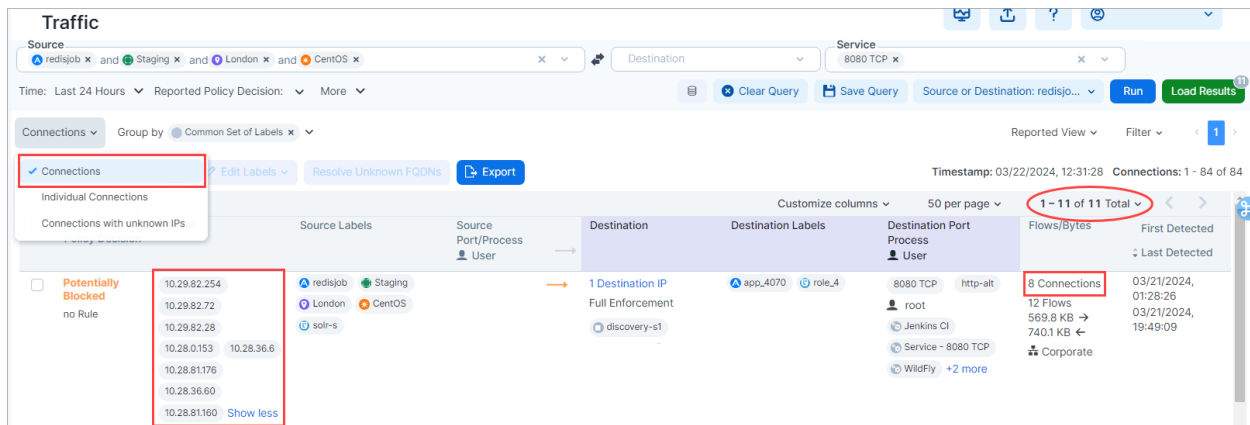 Traffic
Source
redisjob × and Staging × and London × and CentOS ×
Destination
Service
8080 TCP ×
Time: Last 24 Hours Reported Policy Decision: More
Clear Query Save Query Source or Destination: redisjo... Run Load Results 11
Connections Group by Common Set of Labels × Reported View Filter 1
Connections
Individual Connections
Connections with unknown IPs
Edit Labels Resolve Unknown FQDNs Export
Timestamp: 03/22/2024, 12:31:28 Connections: 1 - 84 of 84
Customize columns 50 per page 1 – 11 of 11 Total
Policy Decision
Source Labels
Source
Port/Process
User
Destination
Destination Labels
Destination Port
Process
User
Flows/Bytes
First Detected
Last Detected
Potentially
Blocked
no Rule
10.29.82.254
10.29.82.72
10.29.82.28
10.28.0.153 10.28.36.6
10.28.81.176
10.28.36.60
10.28.81.160 Show less
redisjob Staging
London CentOS
solr-s
1 Destination IP
Full Enforcement
discovery-s1
app_4070 role_4
8080 TCP http-alt
root
Jenkins CI
Service - 8080 TCP
WildFly +2 more
8 Connections
12 Flows
569.8 KB →
740.1 KB ←
Corporate
03/21/2024,
01:28:26
03/21/2024,
19:49:09